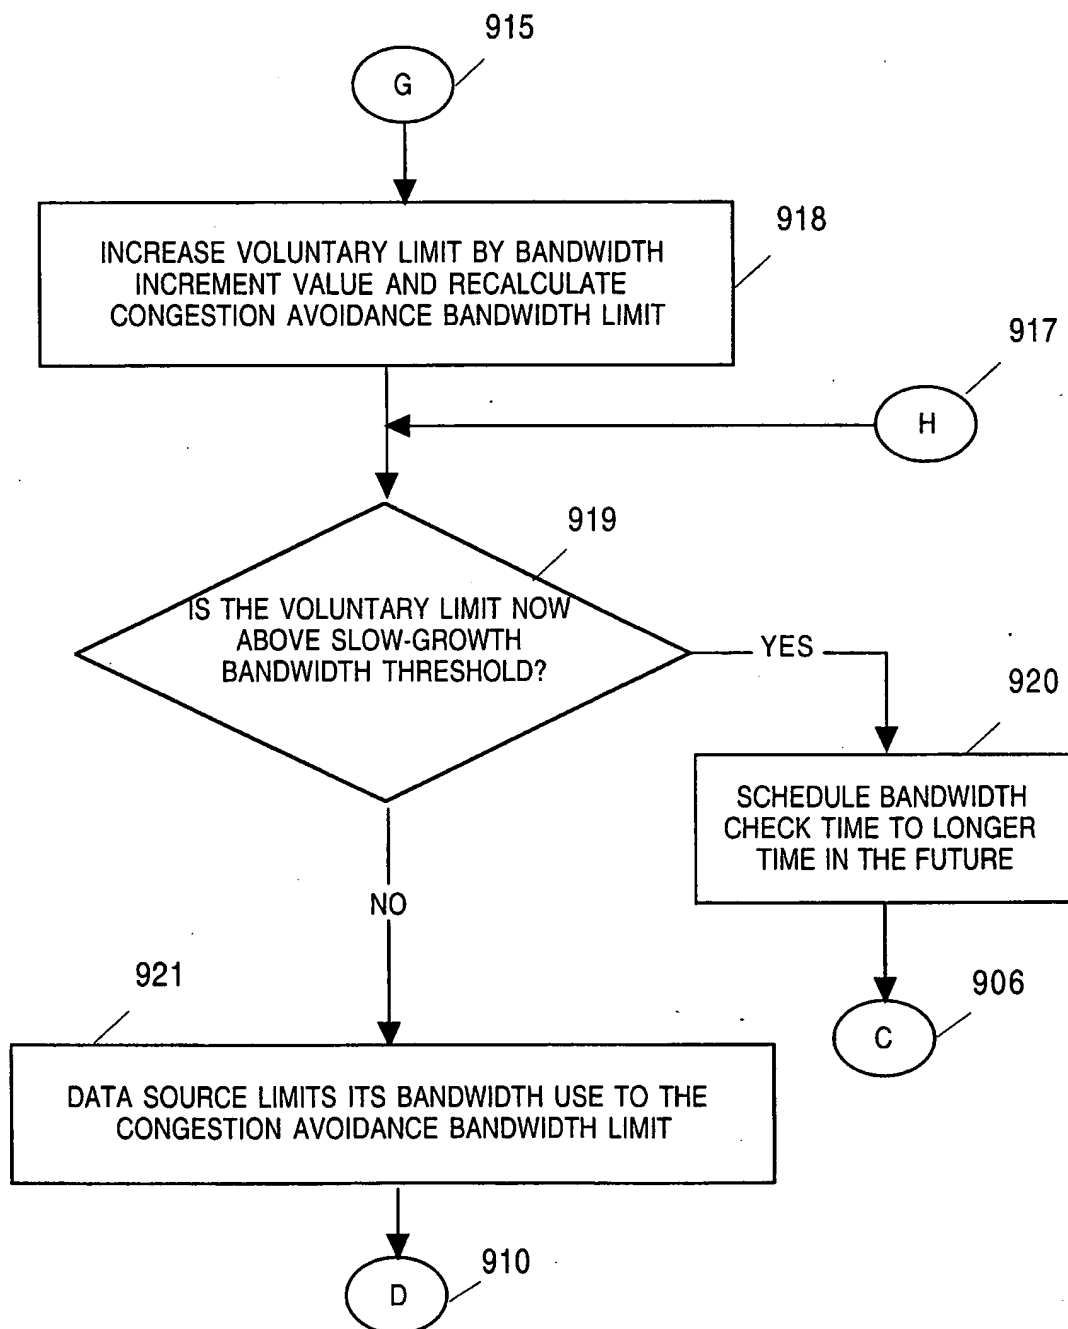 915
G
918
INCREASE VOLUNTARY LIMIT BY BANDWIDTH
INCREMENT VALUE AND RECALCULATE
CONGESTION AVOIDANCE BANDWIDTH LIMIT
917
H
919
IS THE VOLUNTARY LIMIT NOW
ABOVE SLOW-GROWTH
BANDWIDTH THRESHOLD?
YES
920
SCHEDULE BANDWIDTH
CHECK TIME TO LONGER
TIME IN THE FUTURE
NO
921
906
C
DATA SOURCE LIMITS ITS BANDWIDTH USE TO THE
CONGESTION AVOIDANCE BANDWIDTH LIMIT
910
D